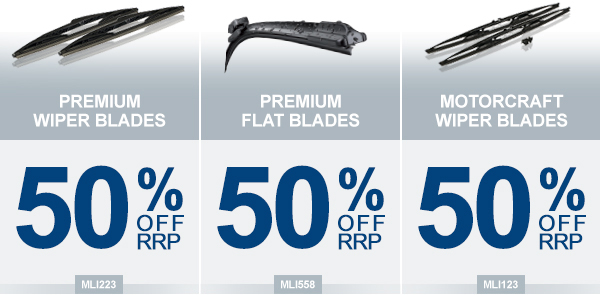 PREMIUM
WIPER BLADES
50%
OFF
RRP
MLI223
PREMIUM
FLAT BLADES
50%
OFF
RRP
MLI558
MOTORCRAFT
WIPER BLADES
50%
OFF
RRP
MLI123